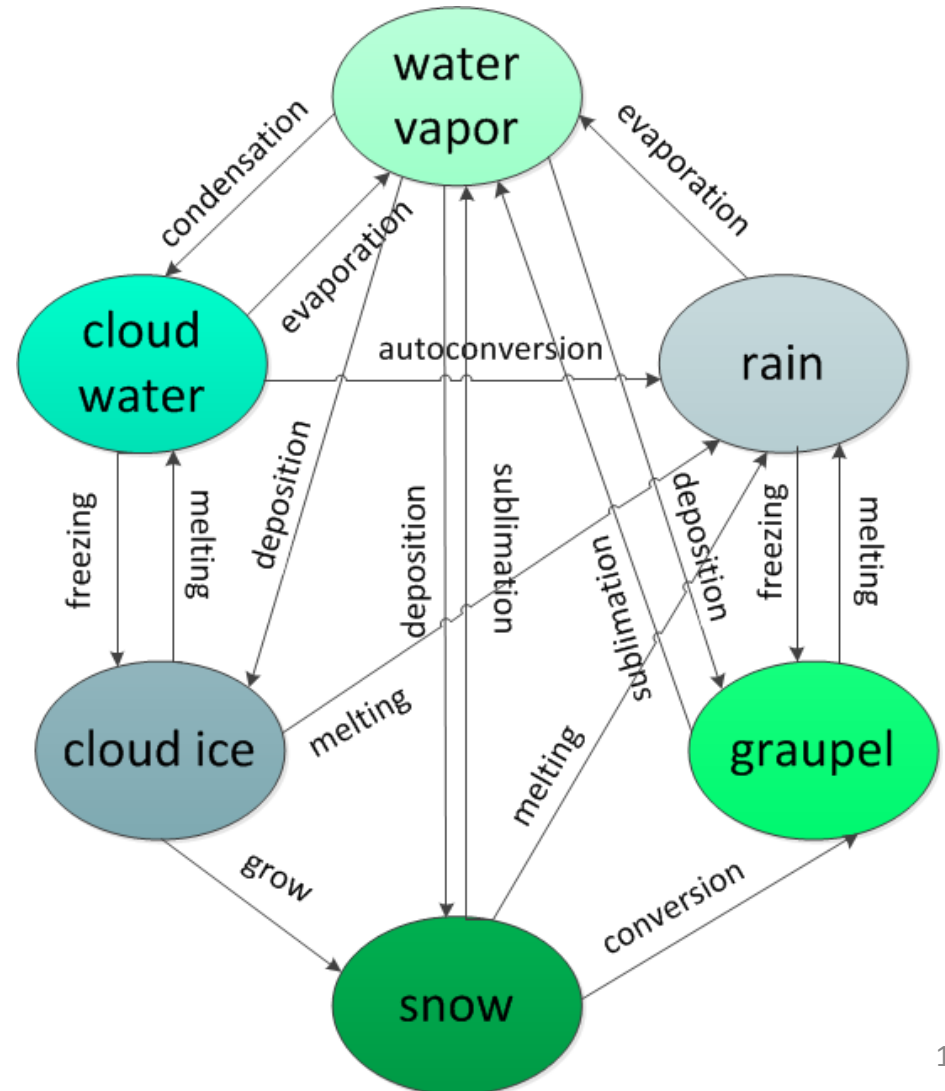 water
vapor
condensation
evaporation
evaporation
cloud
water
autoconversion
rain
freezing
melting
deposition
deposition
sublimation
sublimation
deposition
freezing
melting
cloud ice
melting
melting
graupel
grow
conversion
snow
1